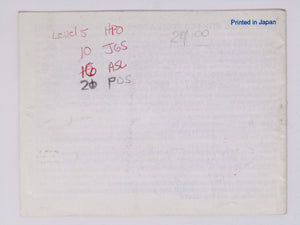 Printed in Japan
Level 5 HPO
10 JGS
16 ASL
20 PDS